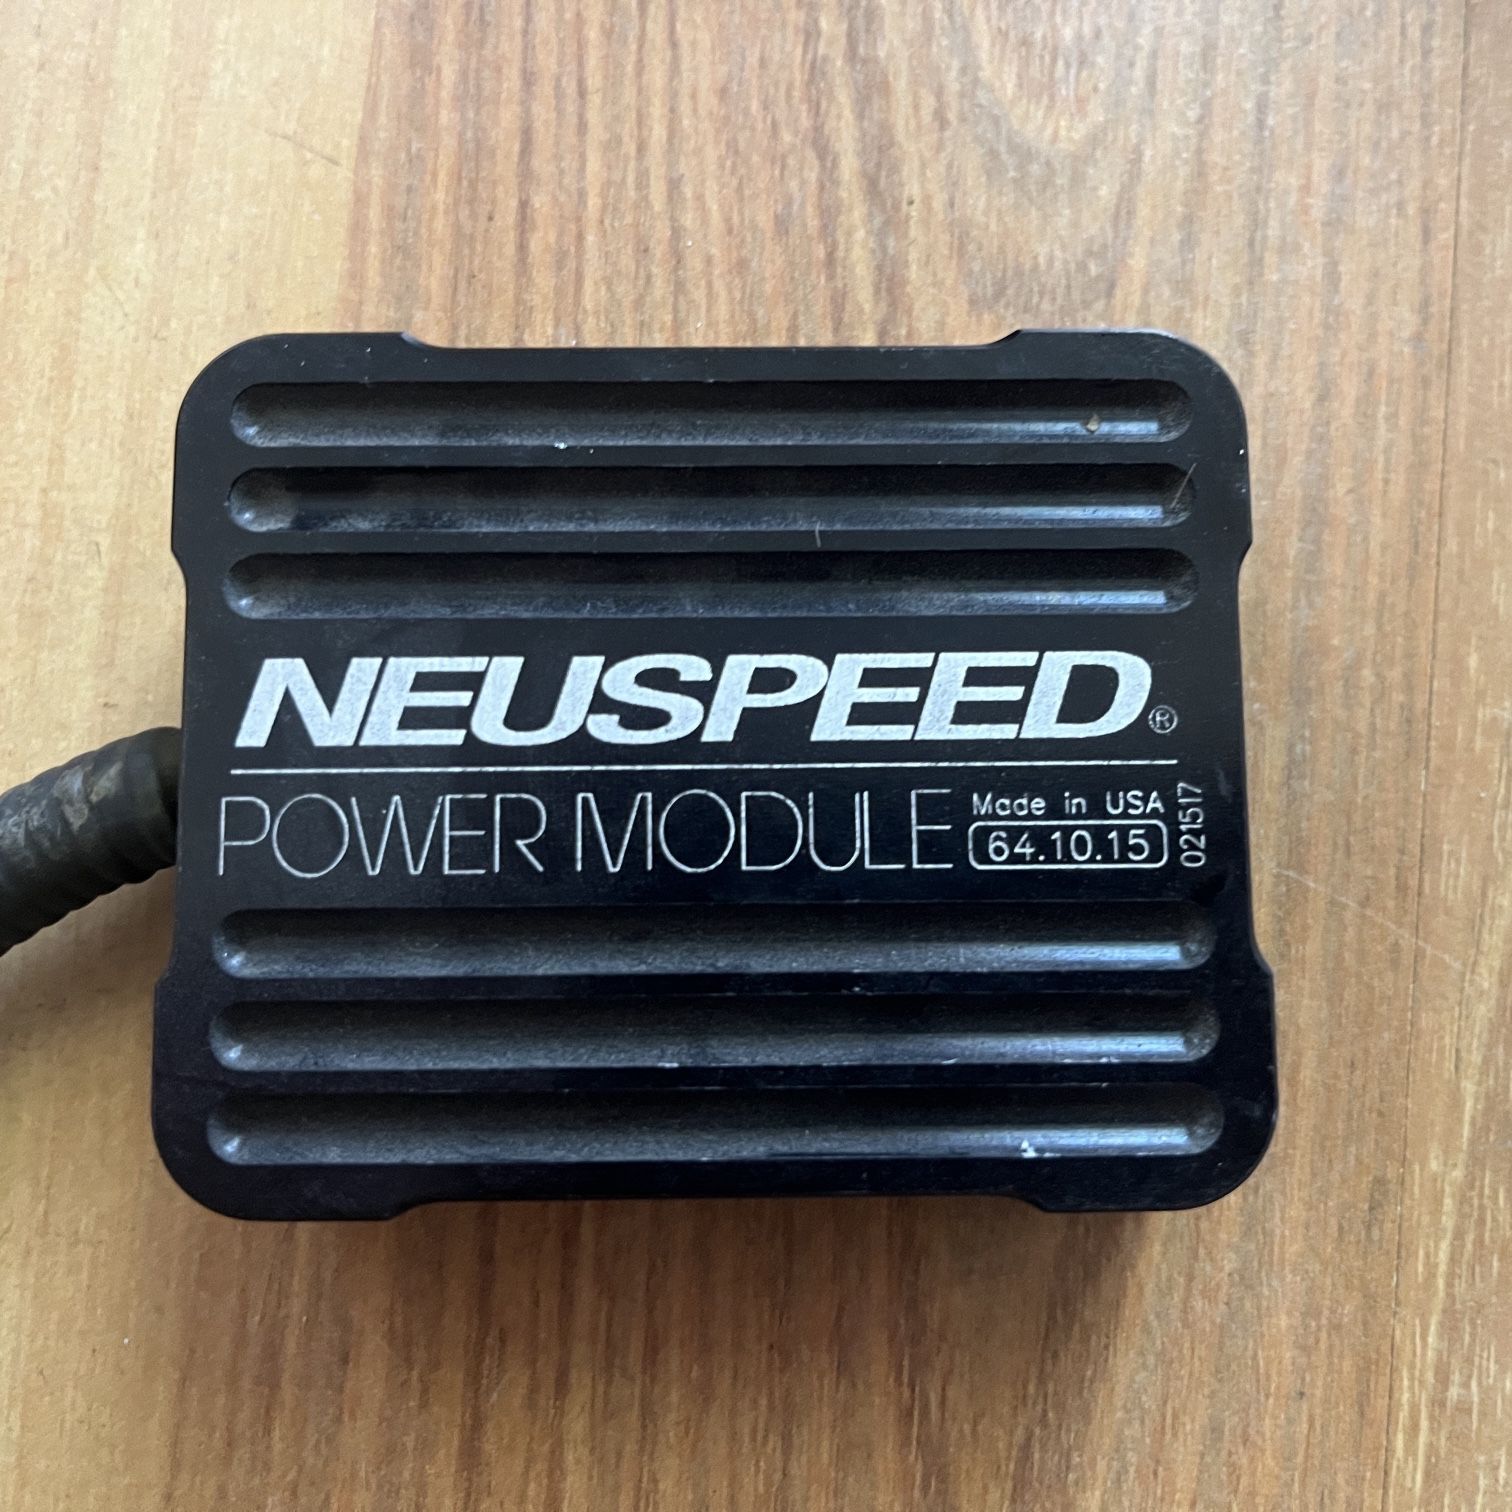 NEUSPEED®
POWER MODULE
Made in USA
64.10.15
021517